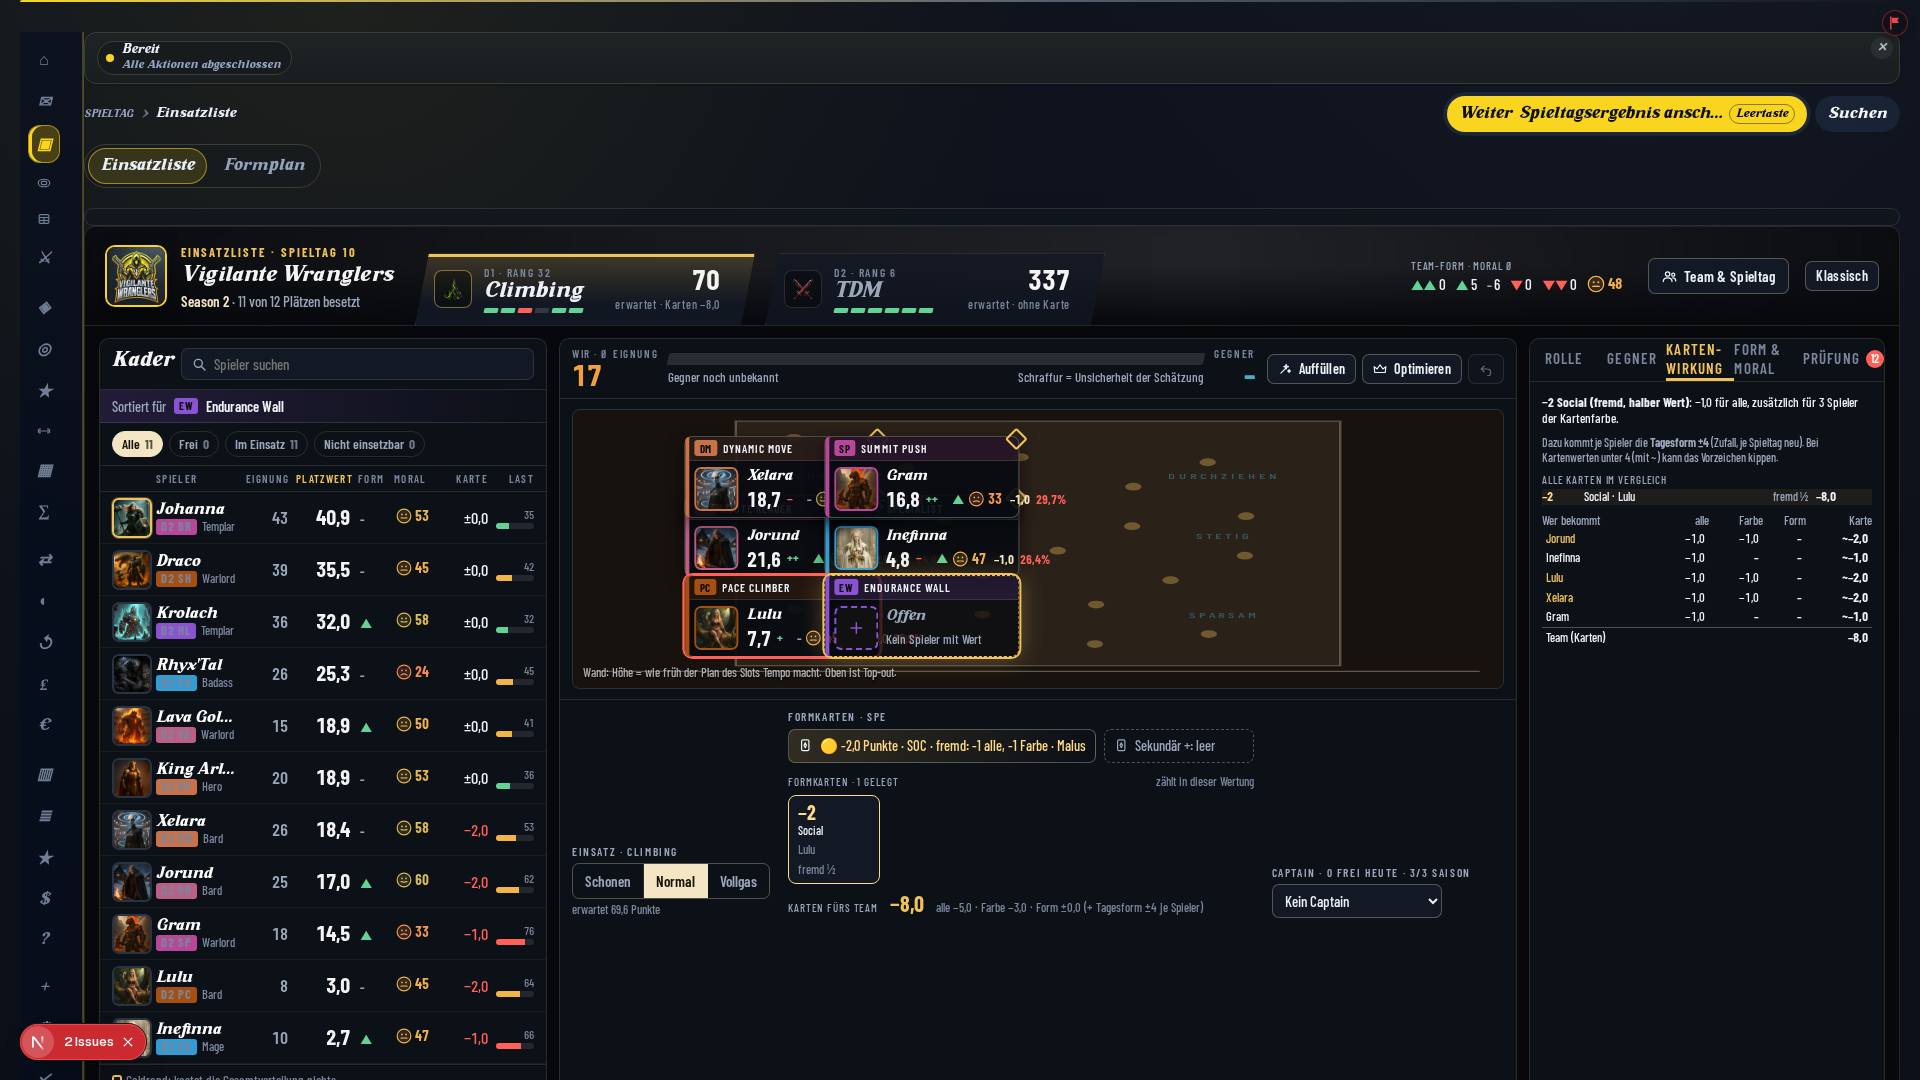 Bereit
Alle Aktionen abgeschlossen
SPIELTAG › Einsatzliste
Weiter Spieltagsergebnis ansch... Leertaste
Suchen
Einsatzliste
Formplan
EINSATZLISTE · SPIELTAG 10
Vigilante Wranglers
Season 2 · 11 von 12 Plätzen besetzt
D1 · RANG 32
Climbing
70
erwartet · Karten −8,0
D2 · RANG 6
TDM
337
erwartet · ohne Karte
TEAM-FORM · MORAL Ø
▲▲0 ▲5 -6 ▼0 ▼▼0 48
Team & Spieltag
Klassisch
Kader
Spieler suchen
Sortiert für EW Endurance Wall
Alle 11
Frei 0
Im Einsatz 11
Nicht einsetzbar 0
SPIELER EIGNUNG PLATZWERT FORM MORAL KARTE LAST
Johanna 43 40,9 - 53 ±0,0 35
Templar
Draco 39 35,5 - 45 ±0,0 42
D2 SH Warlord
Krolach 36 32,0 ▲ 58 ±0,0 32
Templar
Rhyx'Tal 26 25,3 - 24 ±0,0 45
Badass
Lava Gol... 15 18,9 ▲ 50 ±0,0 41
Warlord
King Arl... 20 18,9 - 53 ±0,0 36
Hero
Xelara 26 18,4 - 58 −2,0 53
Bard
Jorund 25 17,0 ▲ 60 −2,0 62
Bard
Gram 18 14,5 ▲ 33 −1,0 76
D2 SP Warlord
Lulu 8 3,0 - 45 −2,0 64
D2 PC Bard
Inefinna 10 2,7 ▲ 47 −1,0 66
Mage
2 Issues
WIR · Ø EIGNUNG
17
Gegner noch unbekannt
Schraffur = Unsicherheit der Schätzung
GEGNER
–
Auffüllen
Optimieren
DM DYNAMIC MOVE
Xelara
18,7 - -
SP SUMMIT PUSH
Gram
16,8 ++ ▲ 33 −1,0 29,7%
Jorund
21,6 ++ ▲
Inefinna
4,8 - ▲ 47 −1,0 26,4%
PC PACE CLIMBER
Lulu
7,7 + -
EW ENDURANCE WALL
Offen
Kein Spieler mit Wert
DURCHZIEHEN
STETIG
SPARSAM
Wand: Höhe = wie früh der Plan des Slots Tempo macht. Oben ist Top-out.
FORMKARTEN · SPE
-2,0 Punkte · SOC · fremd: -1 alle, -1 Farbe · Malus
Sekundär +: leer
FORMKARTEN · 1 GELEGT
zählt in dieser Wertung
−2
Social
Lulu
fremd ½
EINSATZ · CLIMBING
Schonen
Normal
Vollgas
erwartet 69,6 Punkte
KARTEN FÜRS TEAM −8,0 alle −5,0 · Farbe −3,0 · Form ±0,0 (+ Tagesform ±4 je Spieler)
CAPTAIN · 0 FREI HEUTE · 3/3 SAISON
Kein Captain
ROLLE
GEGNER
KARTEN-WIRKUNG
FORM & MORAL
PRÜFUNG 12
−2 Social (fremd, halber Wert): −1,0 für alle, zusätzlich für 3 Spieler
der Kartenfarbe.
Dazu kommt je Spieler die Tagesform ±4 (Zufall, je Spieltag neu). Bei
Kartenwerten unter 4 (mit ~) kann das Vorzeichen kippen.
ALLE KARTEN IM VERGLEICH
−2 Social · Lulu fremd ½ −8,0
Wer bekommt alle Farbe Form Karte
Jorund −1,0 −1,0 – ~−2,0
Inefinna −1,0 – – ~−1,0
Lulu −1,0 −1,0 – ~−2,0
Xelara −1,0 −1,0 – ~−2,0
Gram −1,0 – – ~−1,0
Team (Karten) −8,0